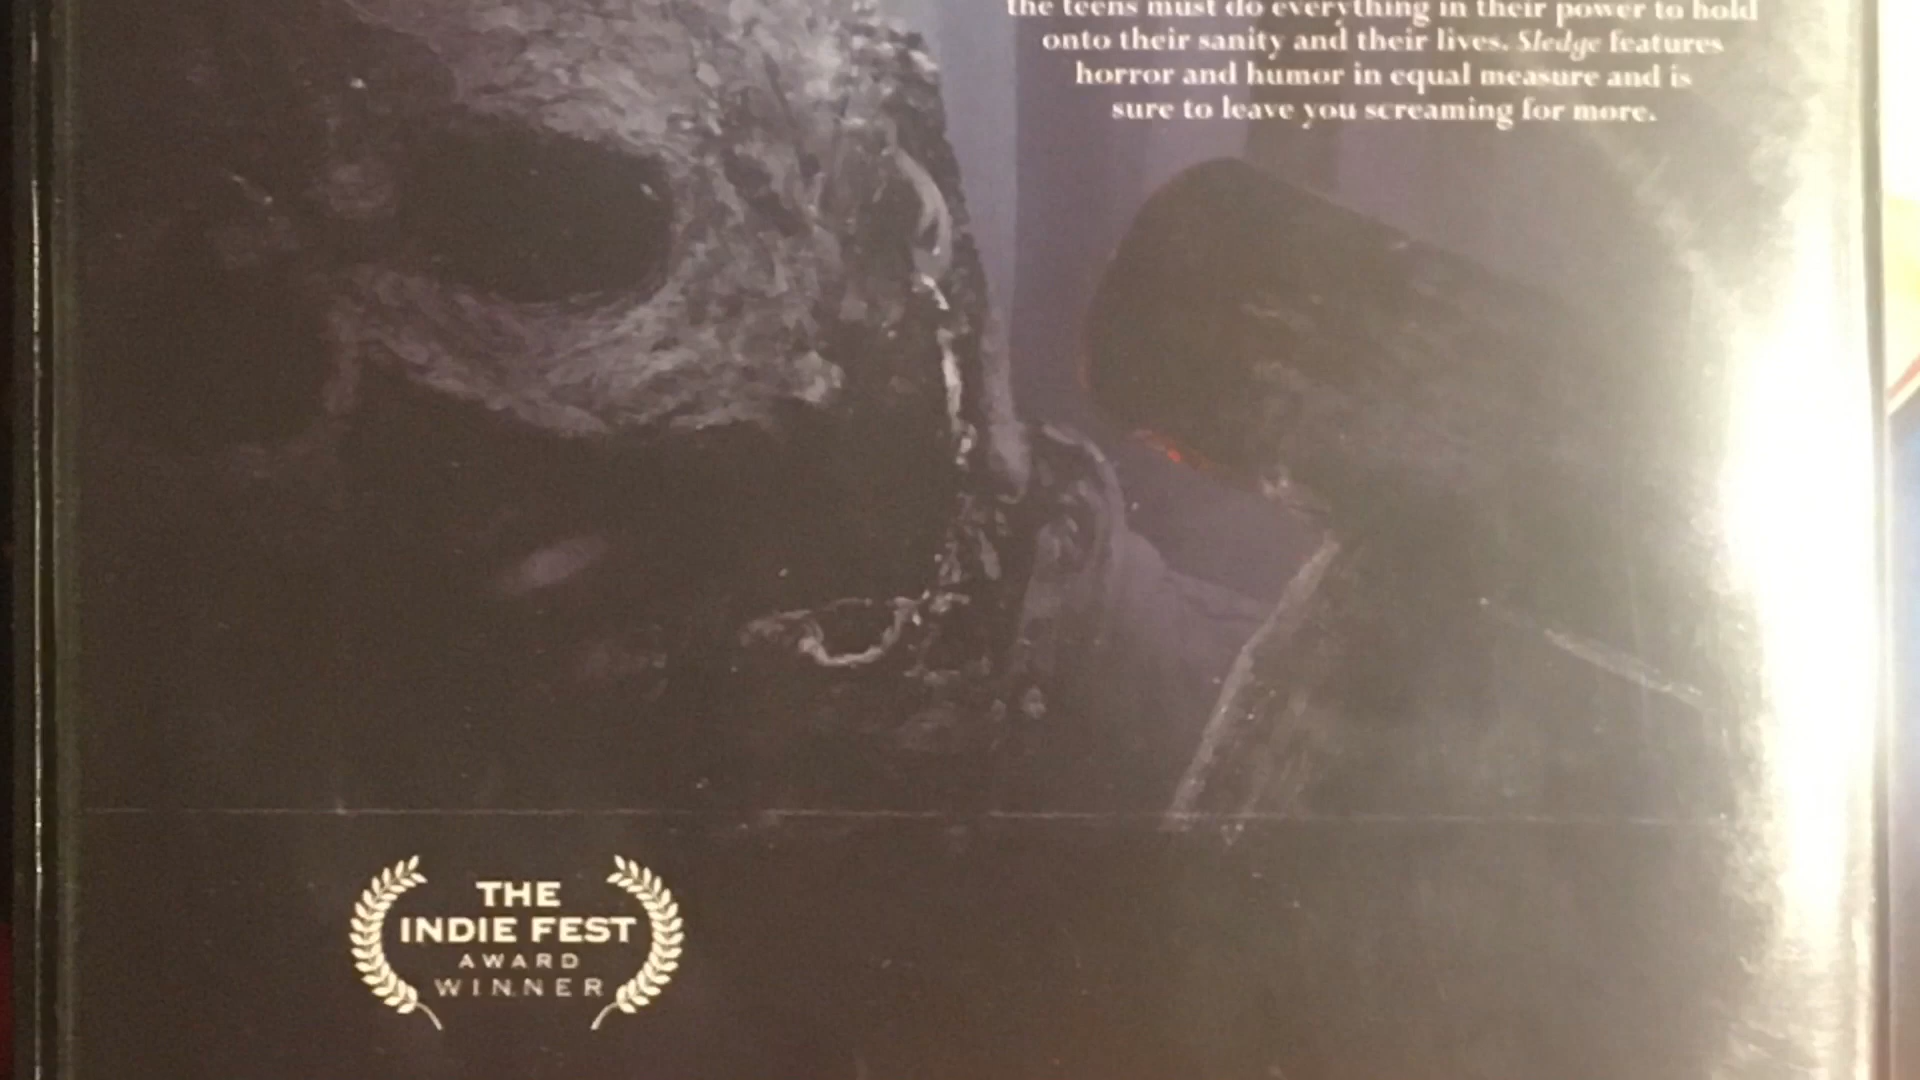 the teens must do everything in their power to hold
onto their sanity and their lives. Sledge features
horror and humor in equal measure and is
sure to leave you screaming for more.
THE
INDIE FEST
AWARD
WINNER